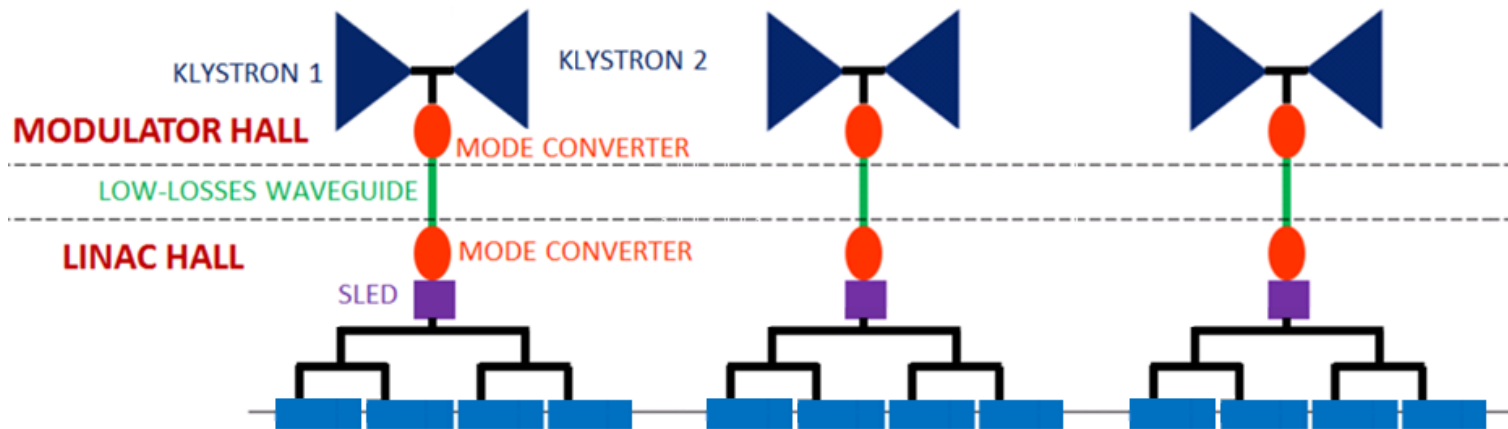 KLYSTRON 1
KLYSTRON 2
MODULATOR HALL
MODE CONVERTER
LOW-LOSSES WAVEGUIDE
LINAC HALL
MODE CONVERTER
SLED